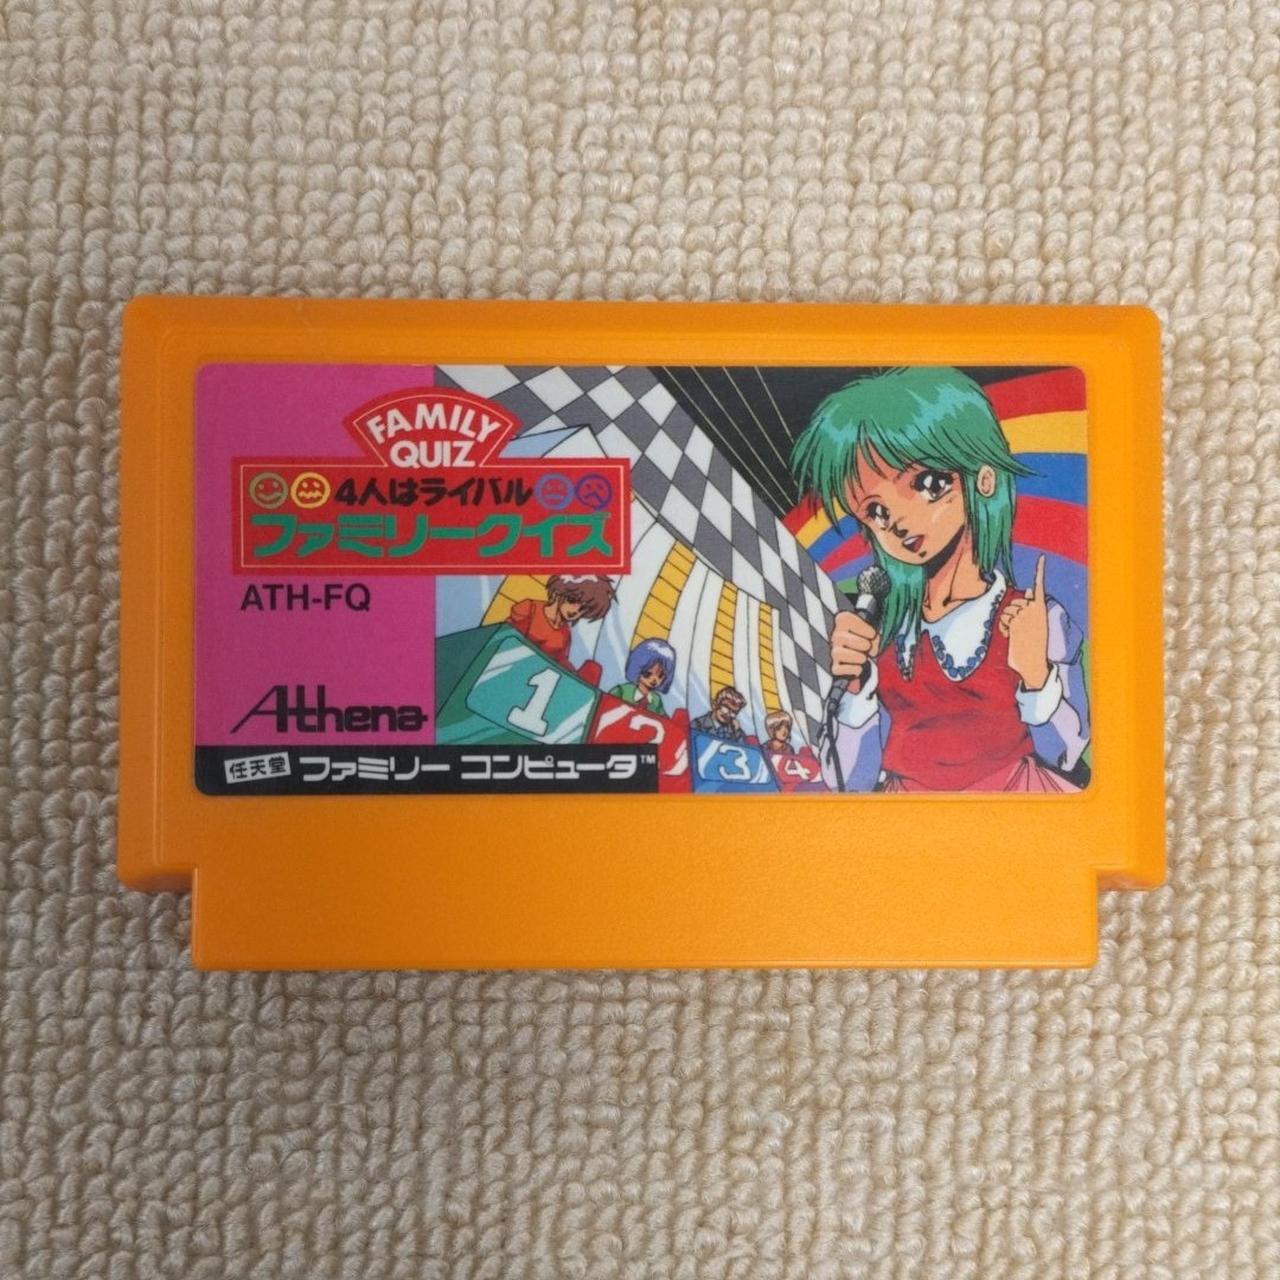 FAMILY
QUIZ
4人はライバル
ファミリークイズ
ATH-FQ
Athena
任天堂 ファミリー コンピュータ™
1
2
3
4